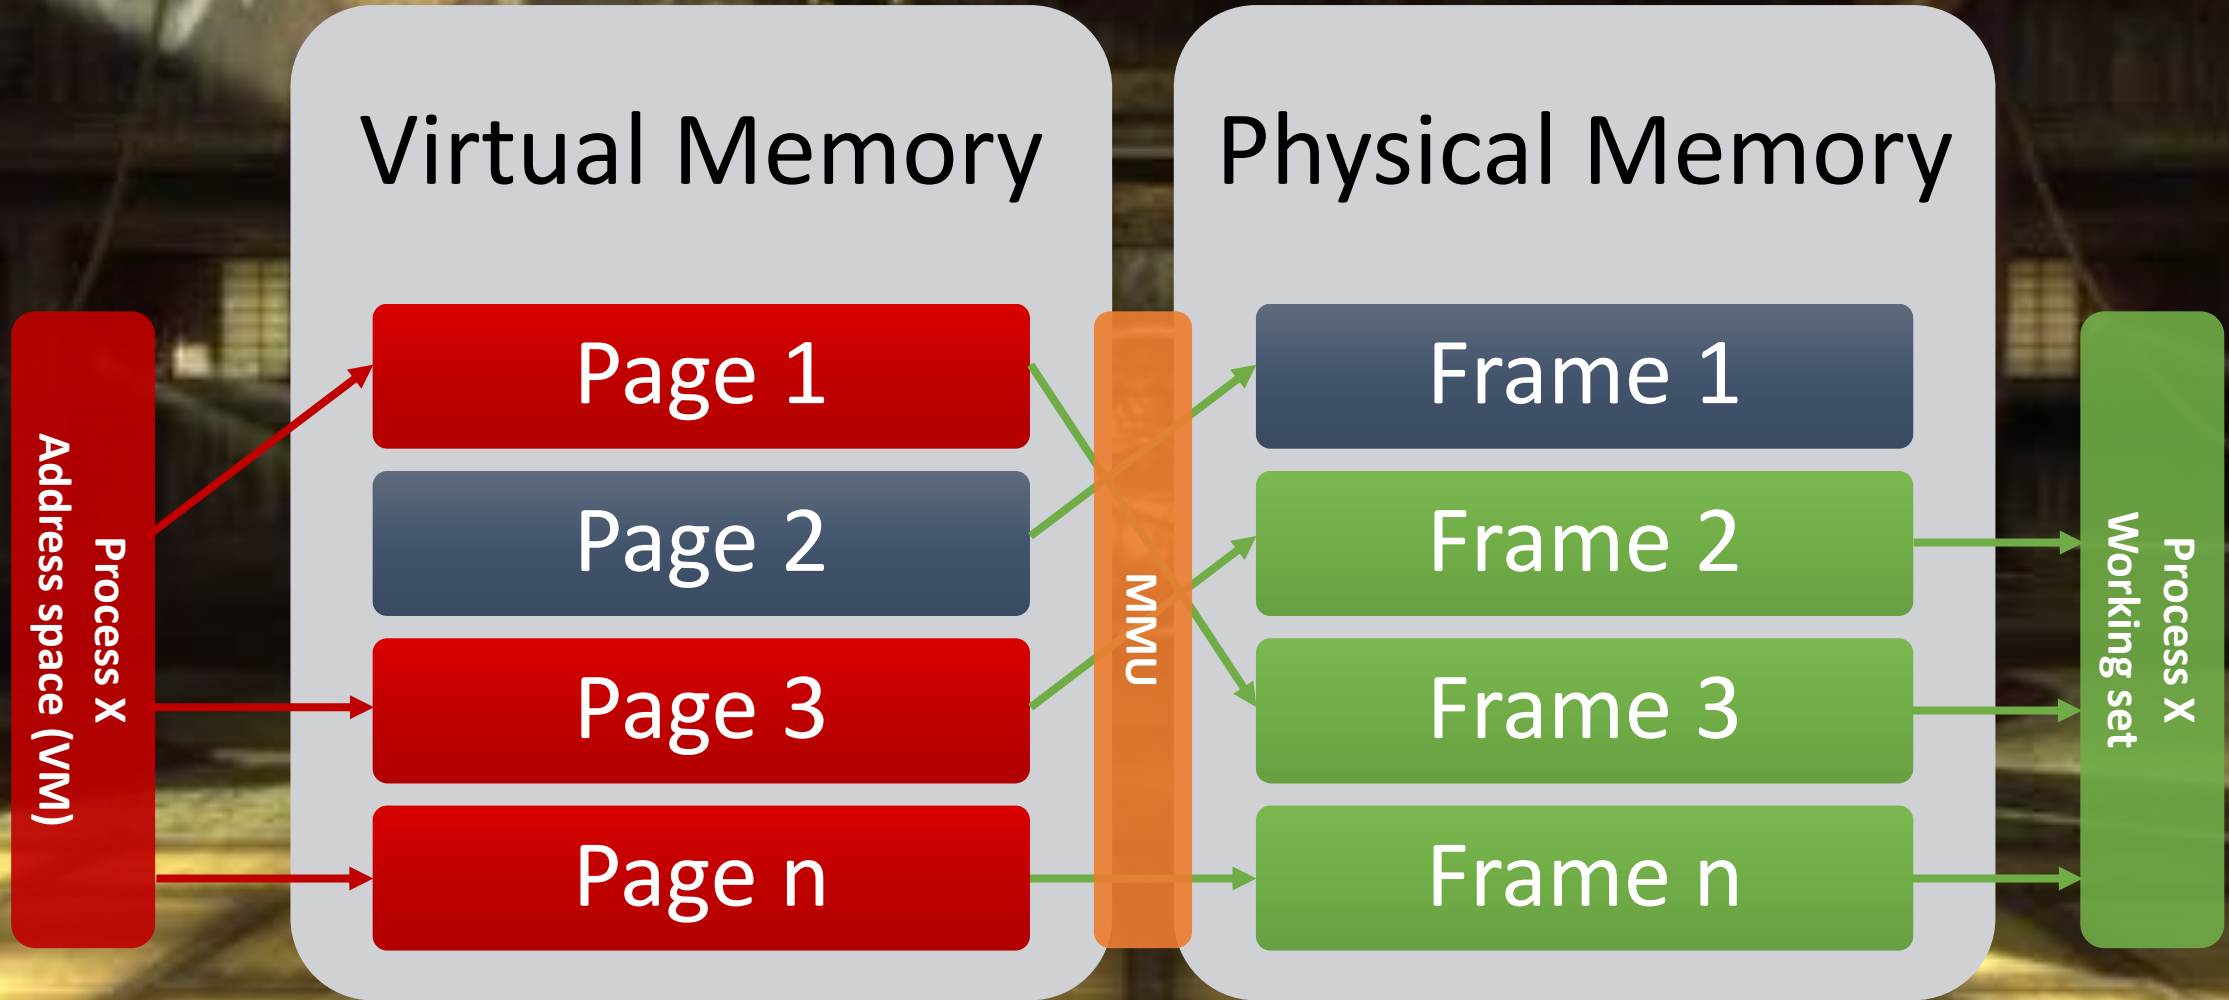 Virtual Memory
Physical Memory
Process X
Address space (VM)
Page 1
Page 2
Page 3
Page n
MMU
Frame 1
Frame 2
Frame 3
Frame n
Process X
Working set